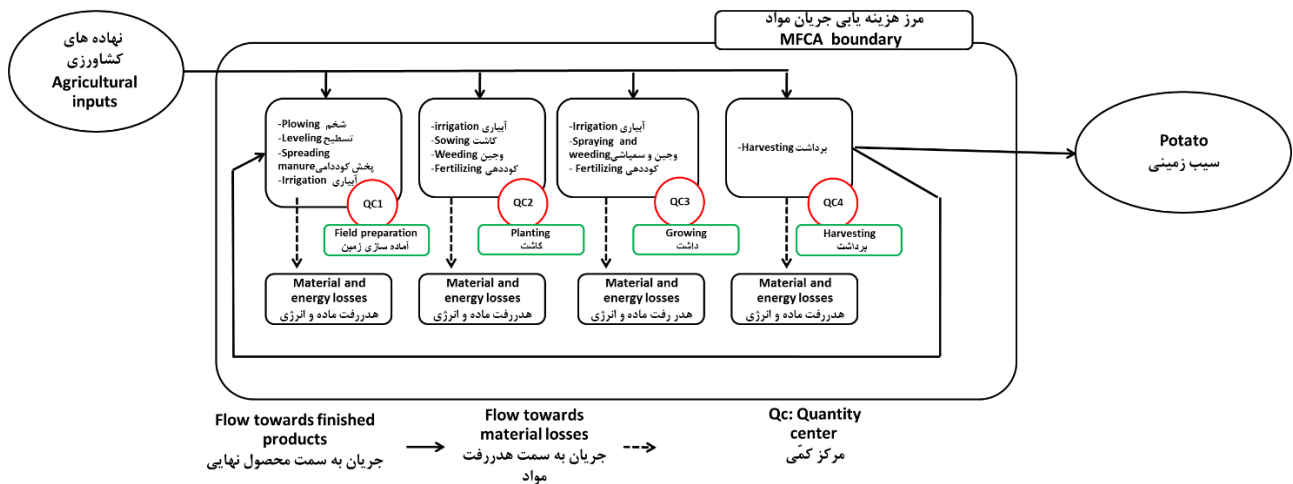 مرز هزینه یابی جریان مواد
MFCA boundary
نهاده های
کشاورزی
Agricultural
inputs
-Plowing شخم
-Leveling تسطیح
-Spreading
manure پخش کوددامی
-Irrigation آبیاری
QC1
Field preparation
آماده سازی زمین
-irrigation آبیاری
-Sowing کاشت
-Weeding وجین
-Fertilizing کوددهی
QC2
Planting
کاشت
-Irrigation آبیاری
-Spraying and
weeding وجین و سمپاشی
- Fertilizing کوددهی
QC3
Growing
داشت
-Harvesting برداشت
QC4
Harvesting
برداشت
Potato
سیب زمینی
Material and
energy losses
هدررفت ماده و انرژی
Material and
energy losses
هدررفت ماده و انرژی
Material and
energy losses
هدر رفت ماده و انرژی
Material and
energy losses
هدررفت ماده و انرژی
Flow towards finished
products
جریان به سمت محصول نهایی
Flow towards
material losses
جریان به سمت هدررفت
مواد
Qc: Quantity
center
مرکز کمّی